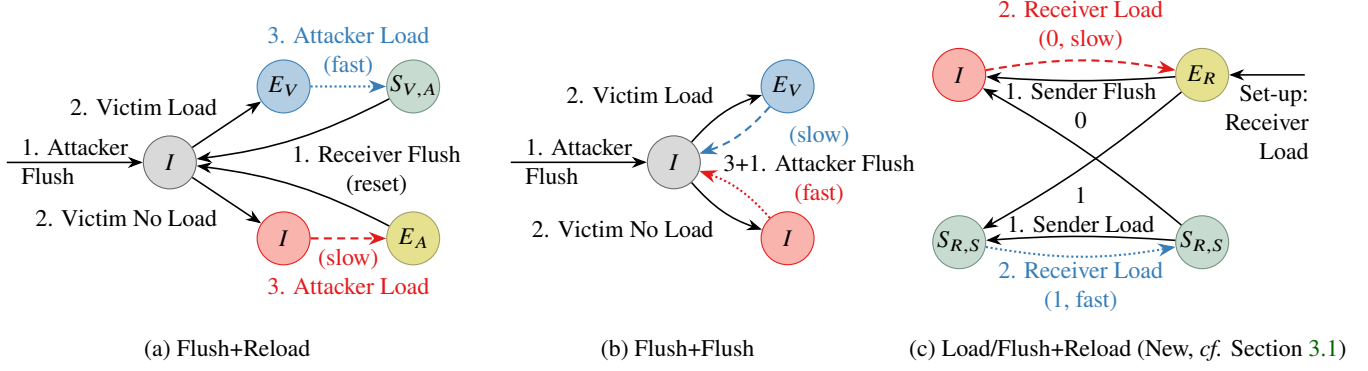 3. Attacker Load
(fast)
E_V
S_{V,A}
2. Victim Load
1. Attacker
Flush
I
1. Receiver Flush
(reset)
2. Victim No Load
I
E_A
(slow)
3. Attacker Load
(a) Flush+Reload
E_V
2. Victim Load
(slow)
1. Attacker
Flush
I
3+1. Attacker Flush
(fast)
2. Victim No Load
I
(b) Flush+Flush
2. Receiver Load
(0, slow)
I
E_R
1. Sender Flush
0
Set-up:
Receiver
Load
1
1. Sender Load
S_{R,S}
S_{R,S}
2. Receiver Load
(1, fast)
(c) Load/Flush+Reload (New, cf. Section 3.1)